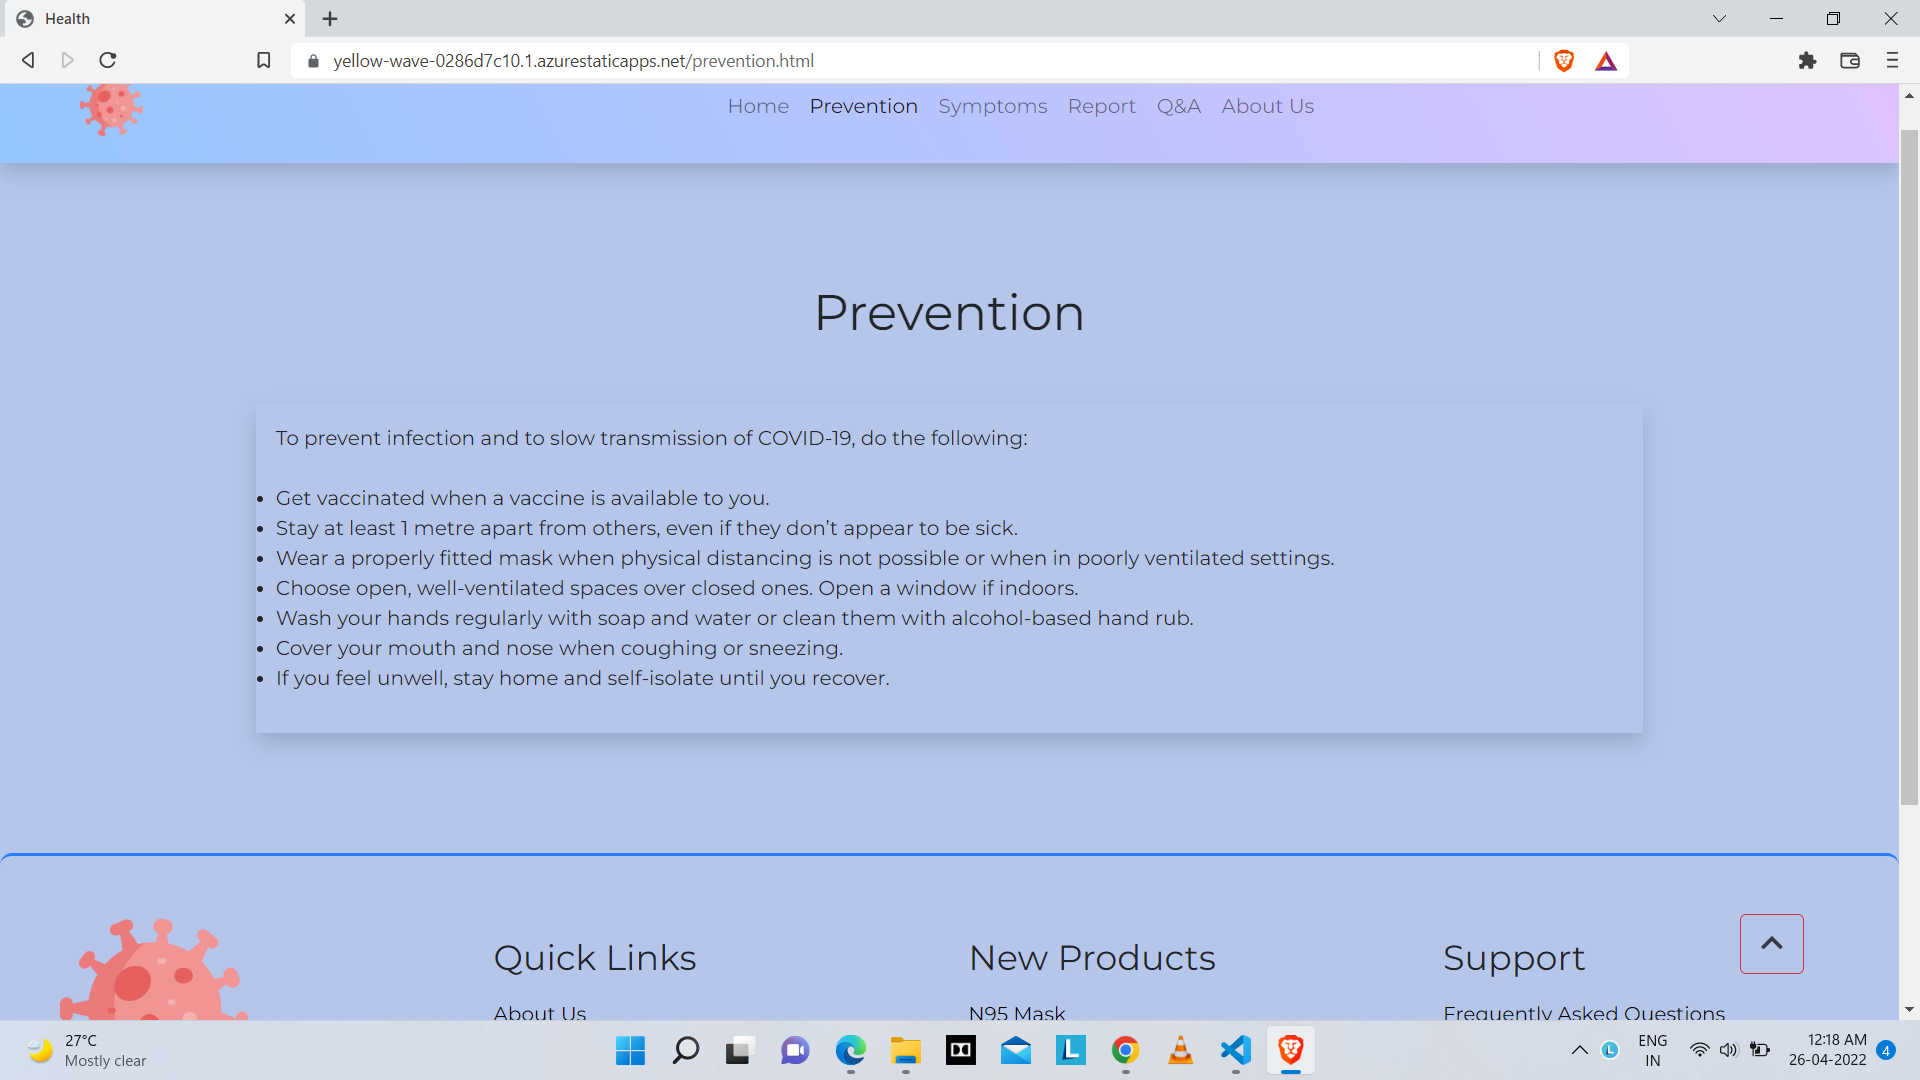 Health
yellow-wave-0286d7c10.1.azurestaticapps.net/prevention.html
Home Prevention Symptoms Report Q&A About Us
Prevention
To prevent infection and to slow transmission of COVID-19, do the following:
Get vaccinated when a vaccine is available to you.
Stay at least 1 metre apart from others, even if they don’t appear to be sick.
Wear a properly fitted mask when physical distancing is not possible or when in poorly ventilated settings.
Choose open, well-ventilated spaces over closed ones. Open a window if indoors.
Wash your hands regularly with soap and water or clean them with alcohol-based hand rub.
Cover your mouth and nose when coughing or sneezing.
If you feel unwell, stay home and self-isolate until you recover.
Quick Links
About Us
New Products
N95 Mask
Support
Frequently Asked Questions
27°C
Mostly clear
L
L
ENG
IN
12:18 AM
26-04-2022
4